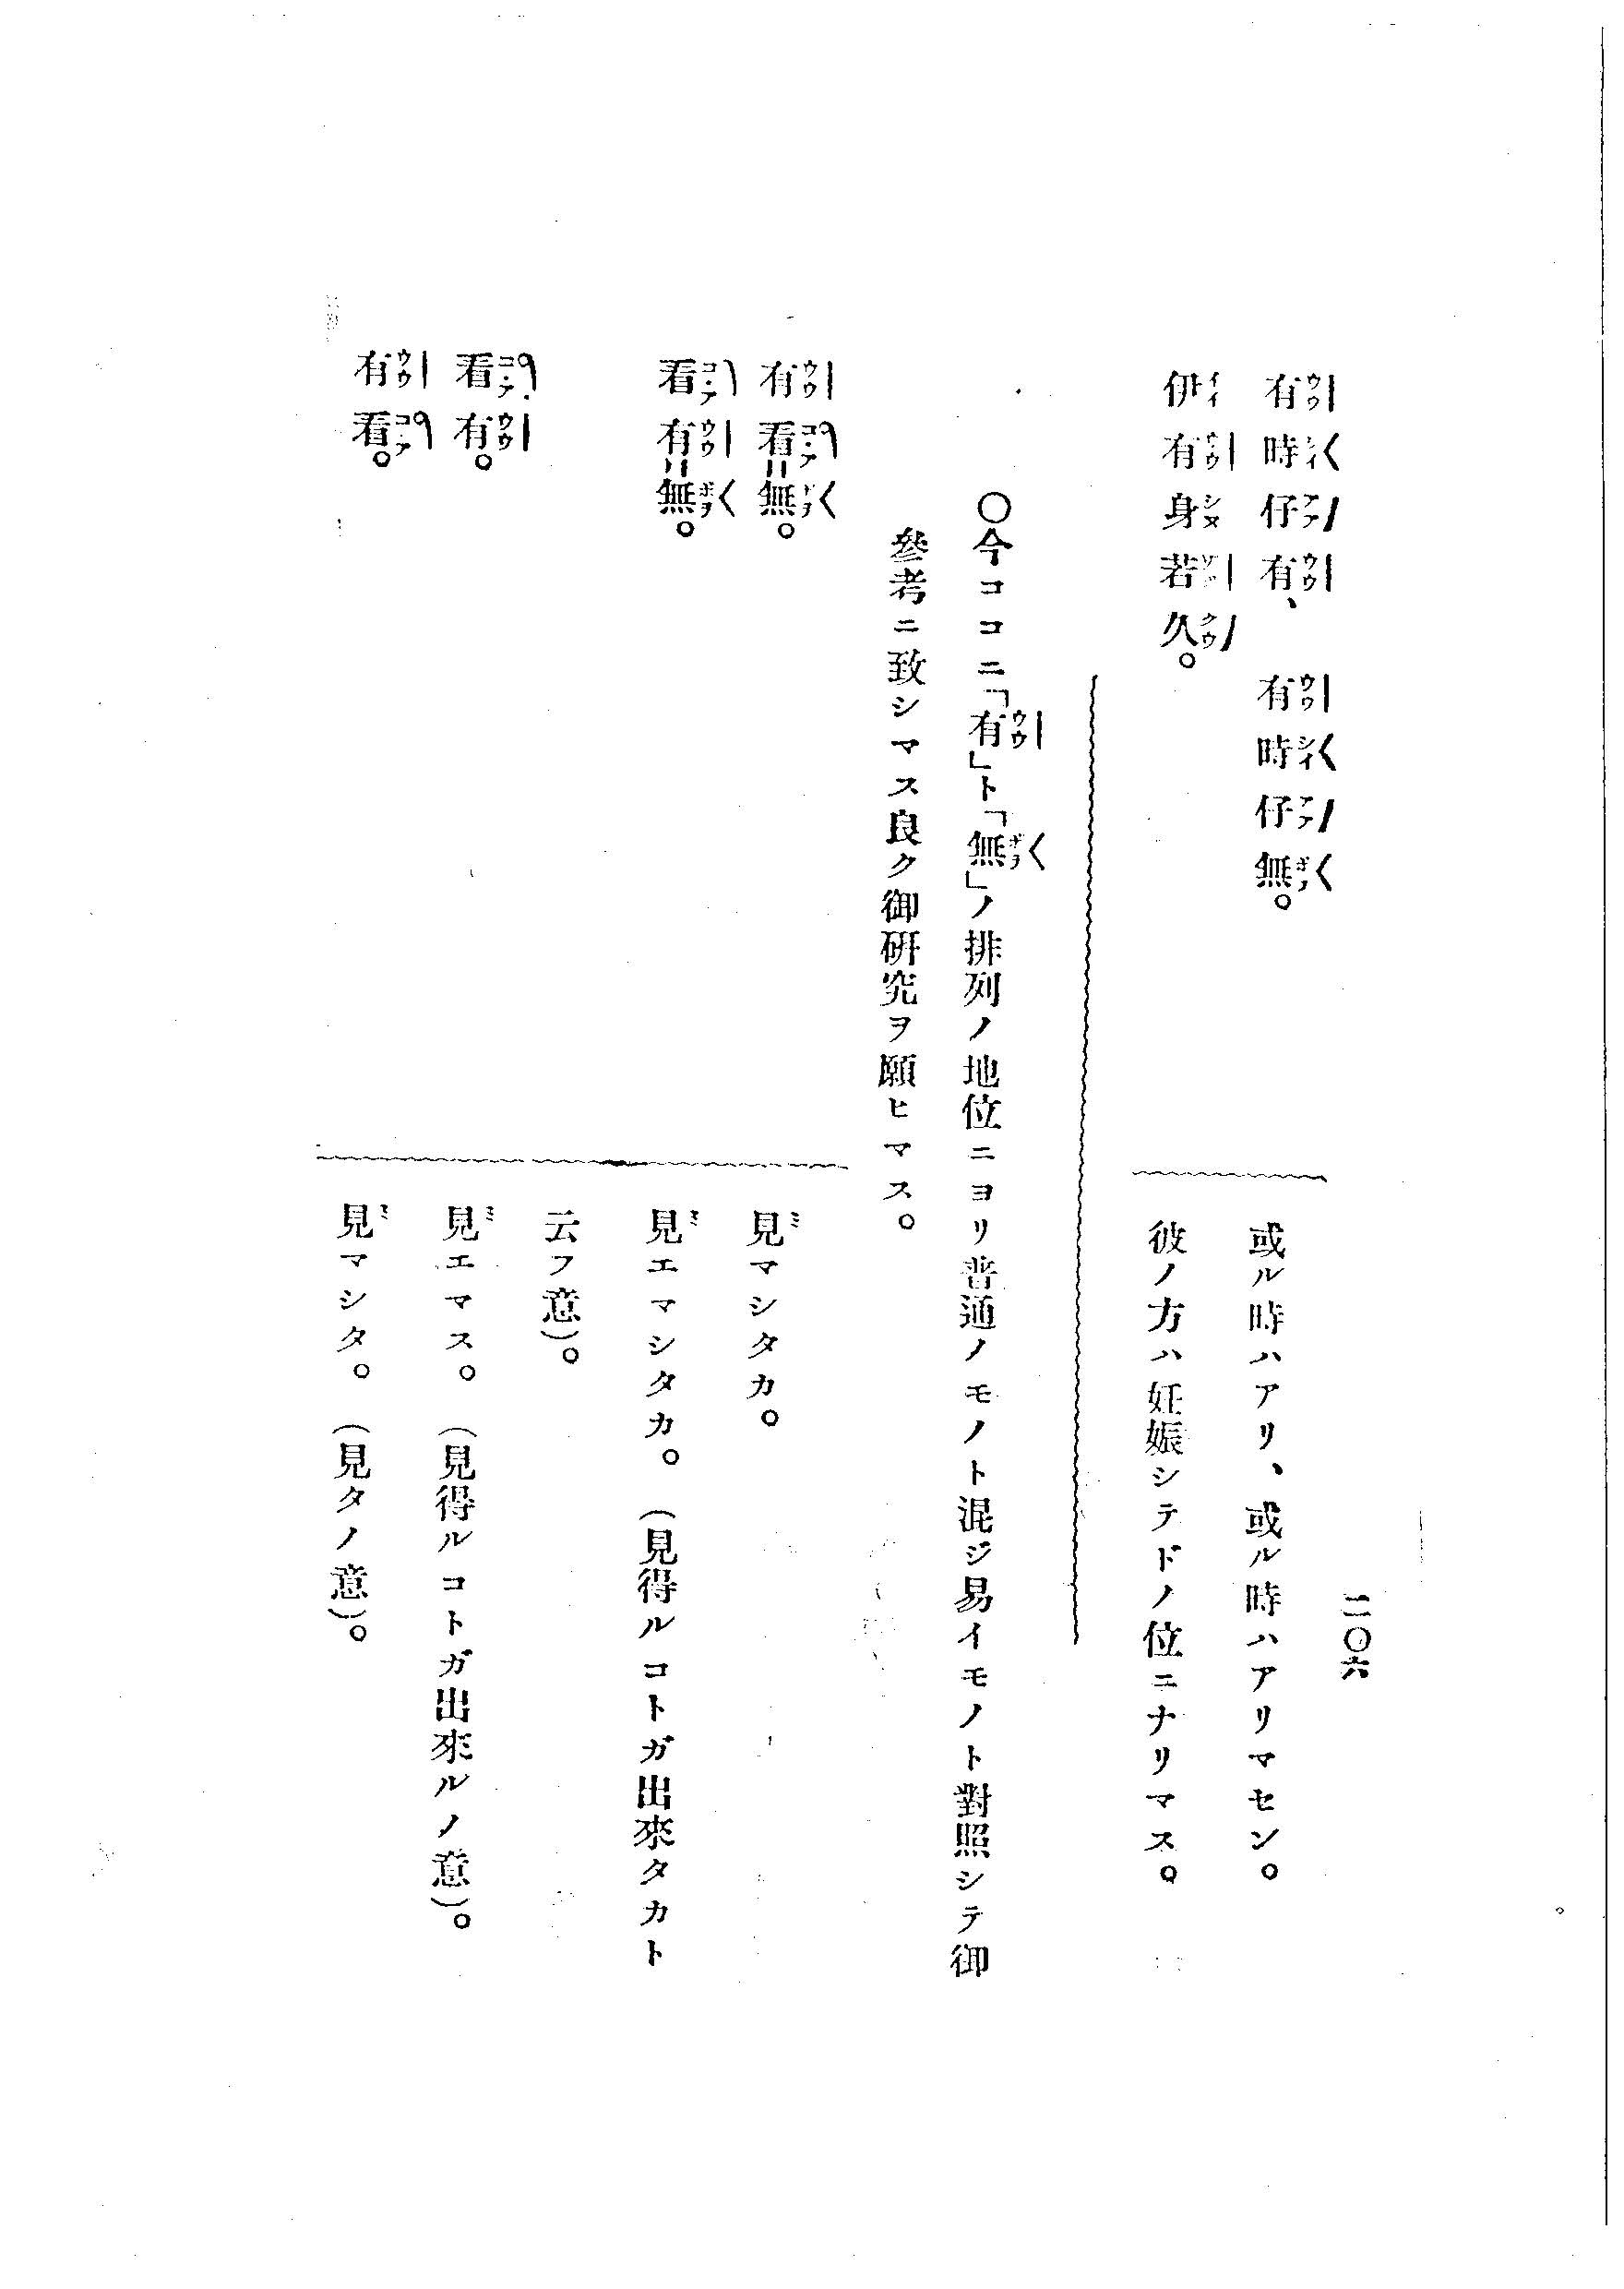 二〇六
有時仔有、有時仔無。
或ル時ハアリ、或ル時ハアリマセン。
伊有身若久。
彼ノ方ハ妊娠シテドノ位ニナリマス。
〇今ココニ「有」ト「無」ノ排列ノ地位ニヨリ普通ノモノト混ジ易イモノト對照シテ御
參考ニ致シマス良ク御研究ヲ願ヒマス。
有看=無。
見マシタカ。
看有=無。
見エマシタカ。(見得ルコトガ出來タカト
云フ意)。
看有。
見エマス。(見得ルコトガ出來ルノ意)。
有看。
見マシタ。(見タノ意)。